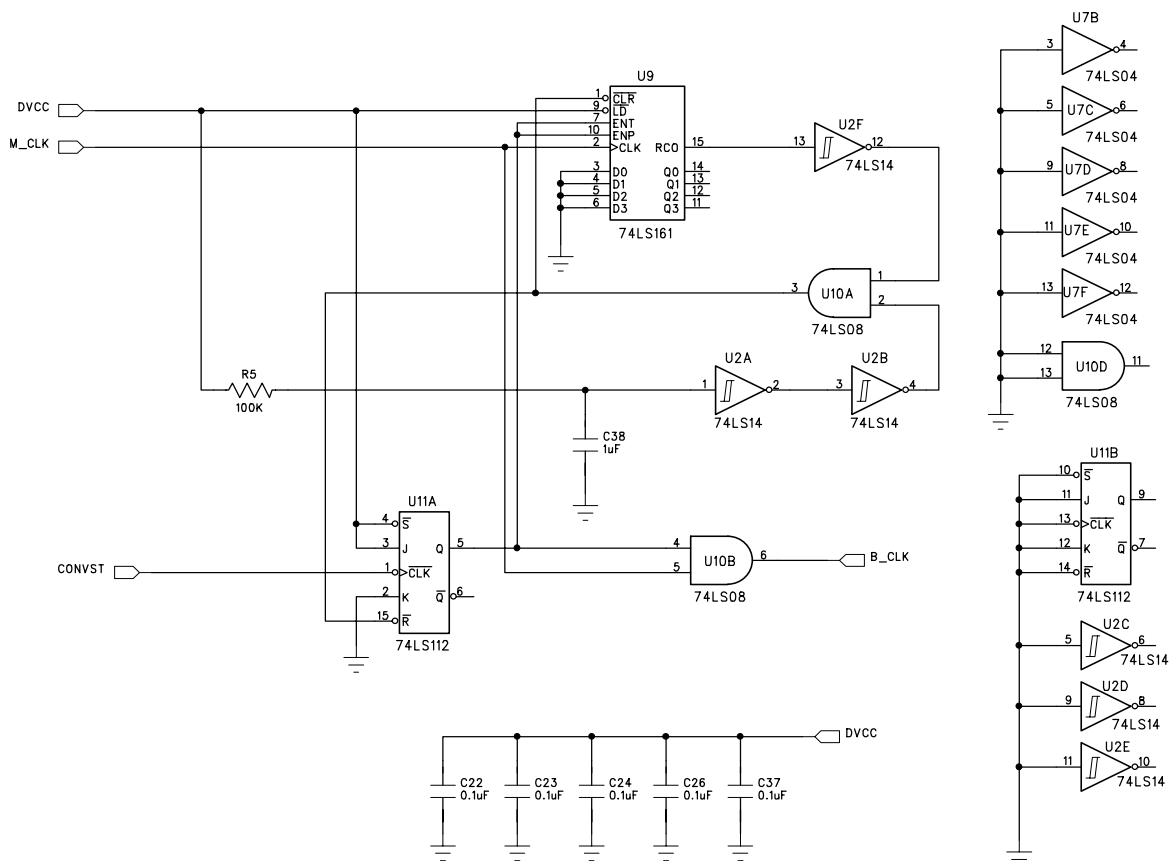 U7B
3 4
74LS04
U9
DVCC
1 CLR
9 LD
7 ENT
10 ENP
M_CLK
2 CLK RCO 15
3 D0 Q0 14
4 D1 Q1 13
5 D2 Q2 12
6 D3 Q3 11
74LS161
U2F
13 12
74LS14
5 U7C 6
74LS04
9 U7D 8
74LS04
11 U7E 10
74LS04
13 U7F 12
74LS04
3 U10A 1
2
74LS08
12 U10D 11
13
74LS08
R5
100K
U2A
1 2
74LS14
U2B
3 4
74LS14
C38
1uF
U11A
4 S
3 J Q 5
CONVST
1 CLK
2 K Q 6
15 R
74LS112
4 U10B 6
5
74LS08
B_CLK
U11B
10 S
11 J Q 9
13 CLK
12 K Q 7
14 R
74LS112
U2C
5 6
74LS14
U2D
9 8
74LS14
U2E
11 10
74LS14
DVCC
C22
0.1uF
C23
0.1uF
C24
0.1uF
C26
0.1uF
C37
0.1uF